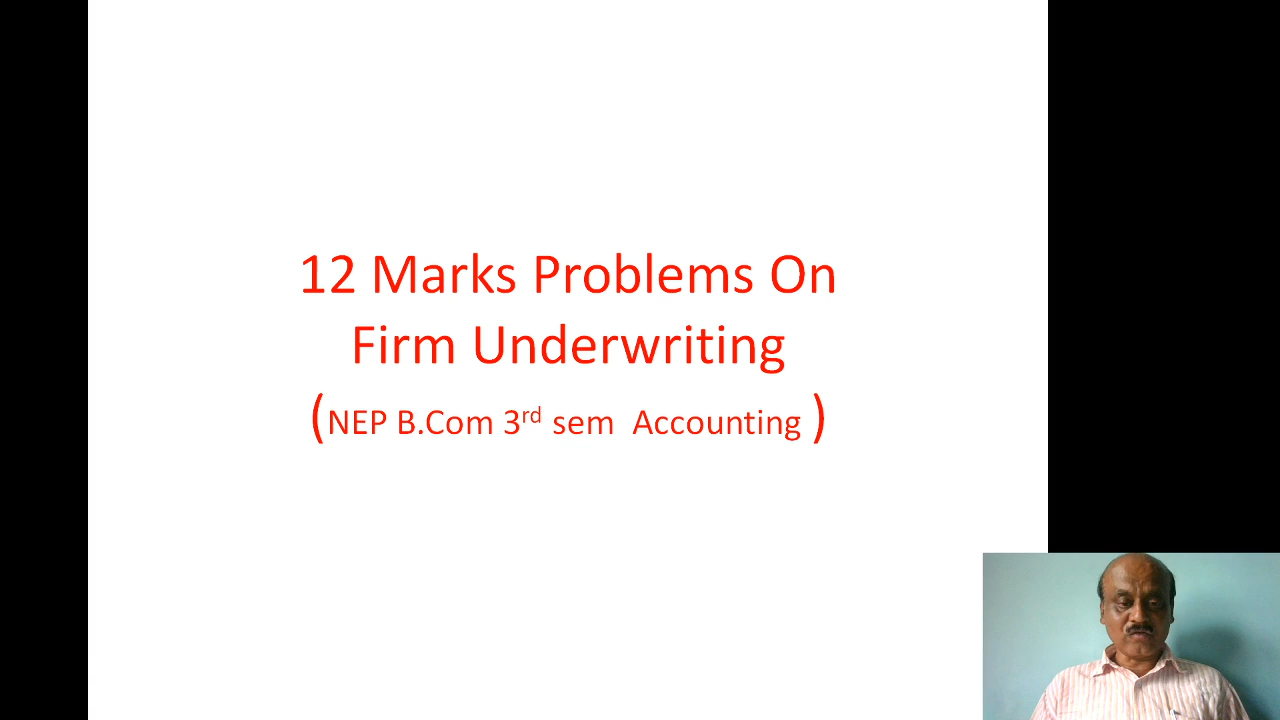 12 Marks Problems On
Firm Underwriting
(NEP B.Com 3rd sem Accounting )